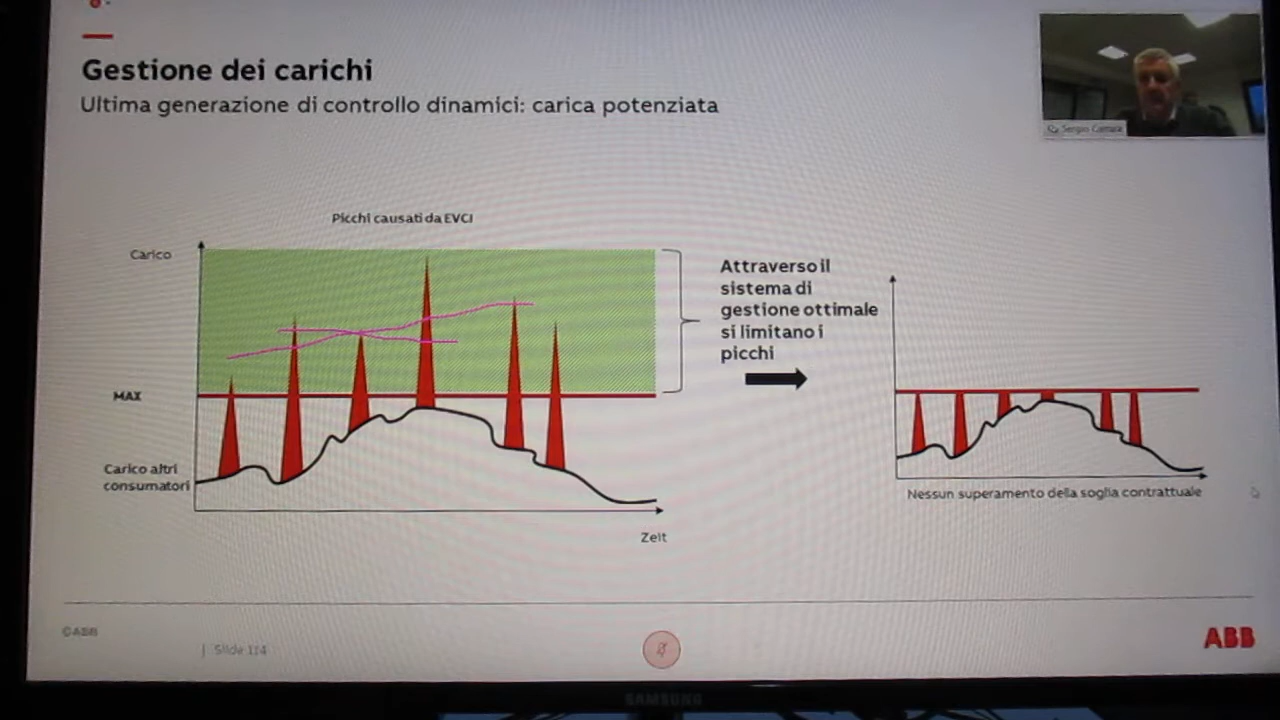 Gestione dei carichi
Ultima generazione di controllo dinamici: carica potenziata
Picchi causati da EVCI
Carico
MAX
Carico altri
consumatori
Zeit
Attraverso il
sistema di
gestione ottimale
si limitano i
picchi
Nessun superamento della soglia contrattuale
Sergio
©ABB
| Slide 114
ABB
SAMSUNG